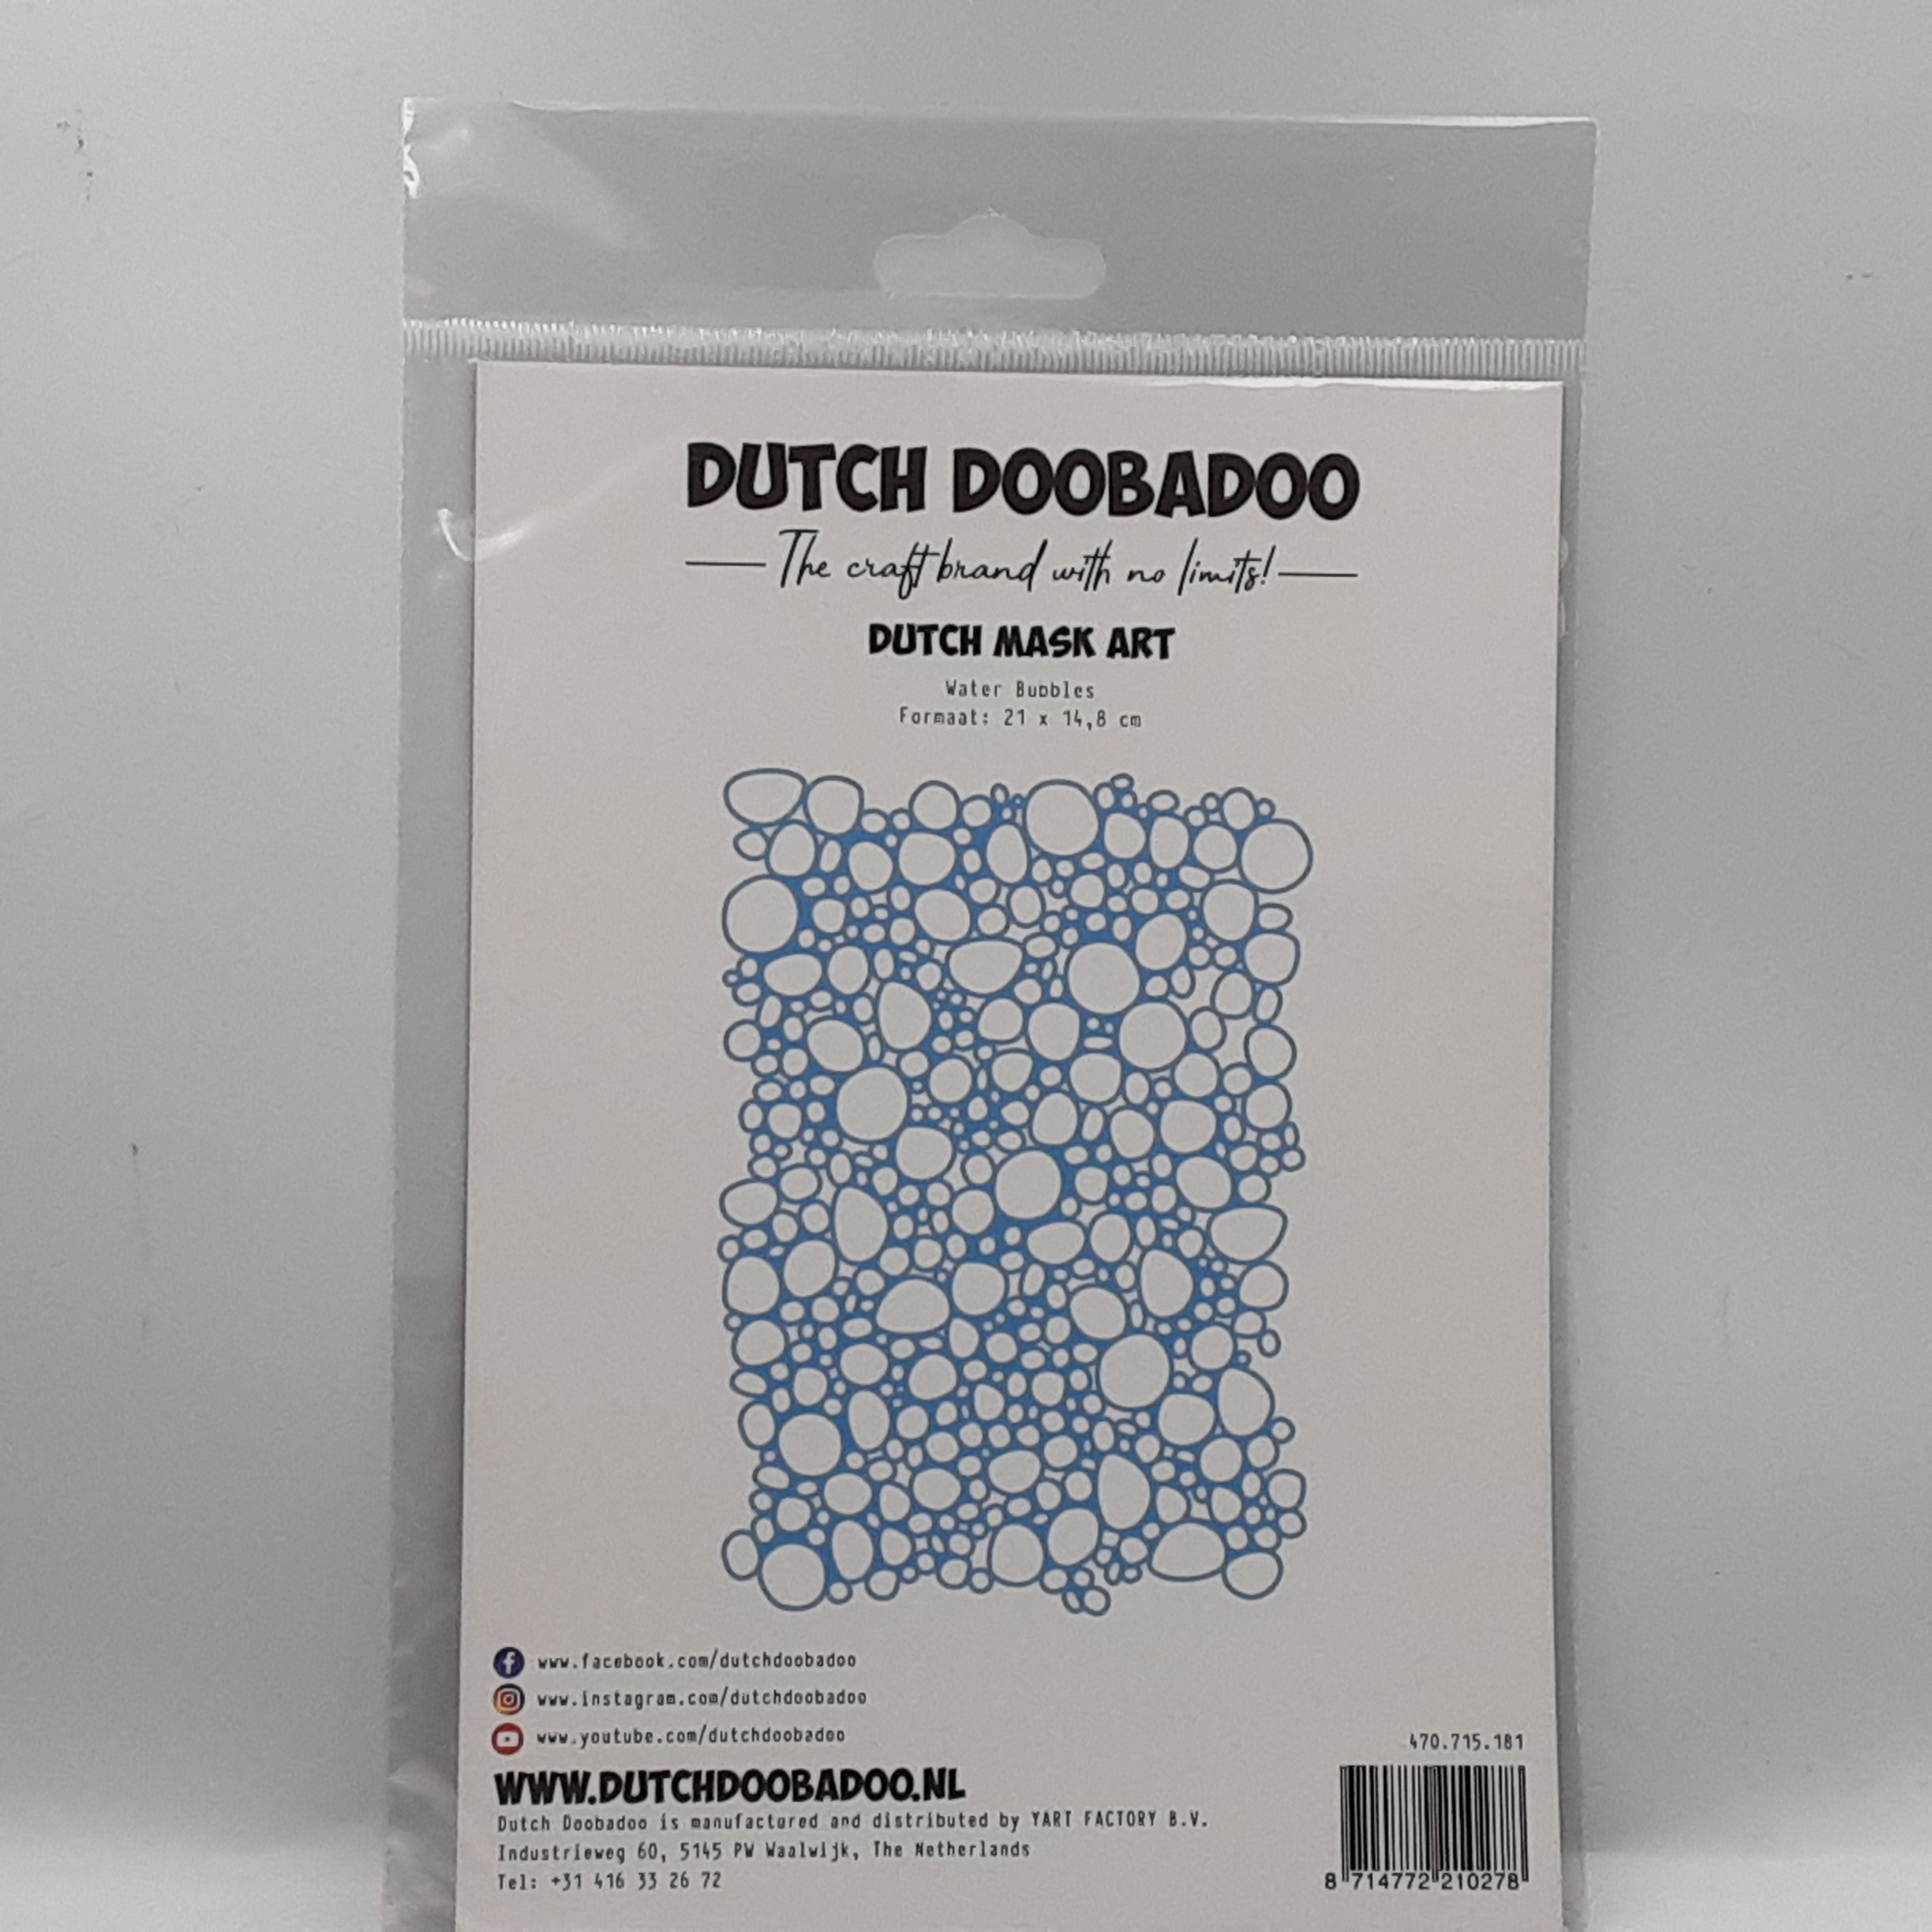 DUTCH DOOBADOO
The craft brand with no limits!
DUTCH MASK ART
Water Bubbles
Formaat: 21 x 14,8 cm
www.facebook.com/dutchdoobadoo
www.instagram.com/dutchdoobadoo
www.youtube.com/dutchdoobadoo
WWW.DUTCHDOOBADOO.NL
Dutch Doobadoo is manufactured and distributed by YART FACTORY B.V.
Industrieweg 60, 5145 PW Waalwijk, The Netherlands
Tel: +31 416 33 26 72
470.715.181
8 714772 210278